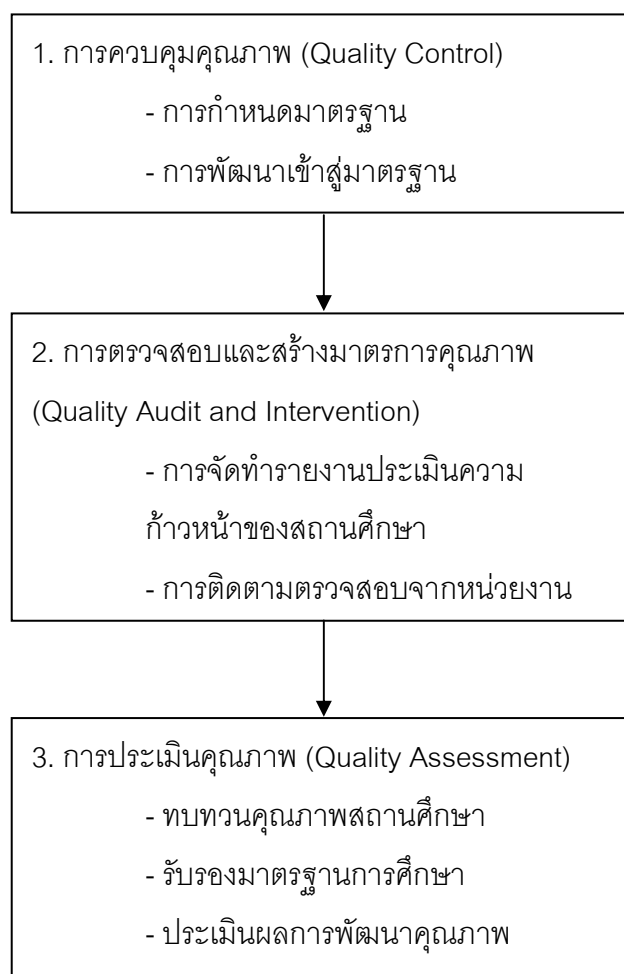 1. การควบคุมคุณภาพ (Quality Control)
- การกำหนดมาตรฐาน
- การพัฒนาเข้าสู่มาตรฐาน
2. การตรวจสอบและสร้างมาตรการคุณภาพ
(Quality Audit and Intervention)
- การจัดทำรายงานประเมินความ
ก้าวหน้าของสถานศึกษา
- การติดตามตรวจสอบจากหน่วยงาน
3. การประเมินคุณภาพ (Quality Assessment)
- ทบทวนคุณภาพสถานศึกษา
- รับรองมาตรฐานการศึกษา
- ประเมินผลการพัฒนาคุณภาพ